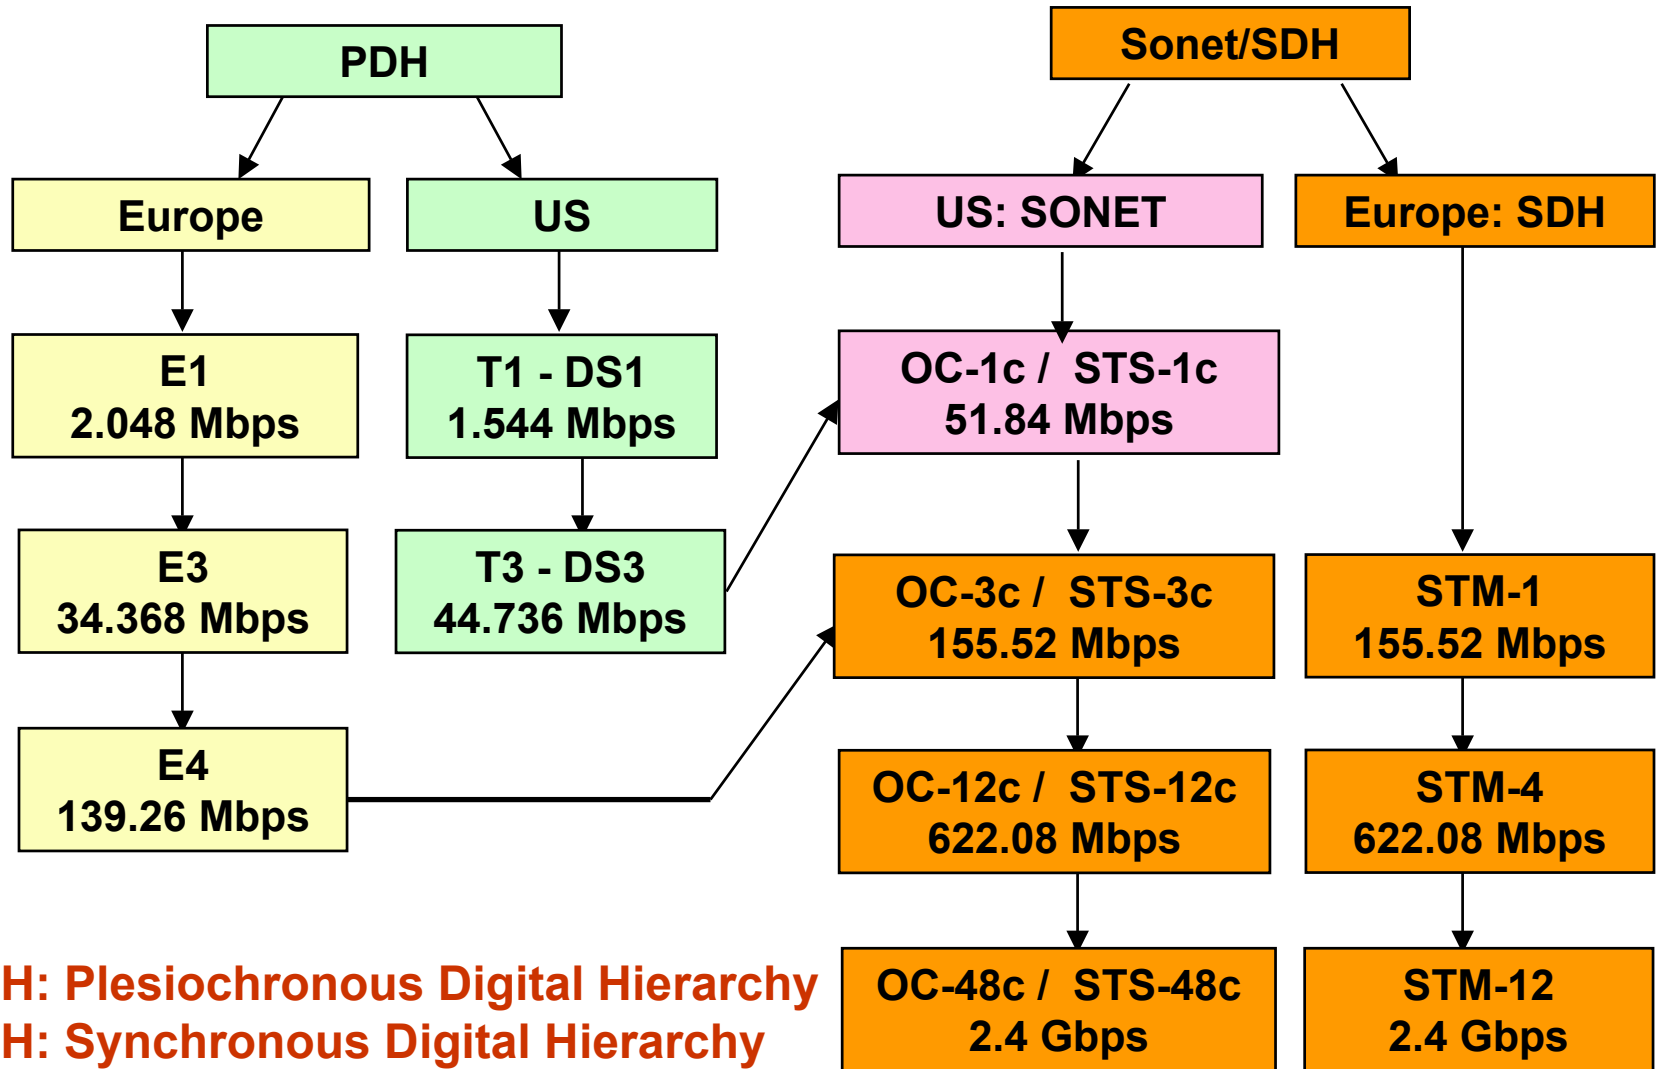 PDH
Europe
US
E1
2.048 Mbps
T1 - DS1
1.544 Mbps
E3
34.368 Mbps
T3 - DS3
44.736 Mbps
E4
139.26 Mbps
Sonet/SDH
US: SONET
Europe: SDH
OC-1c / STS-1c
51.84 Mbps
OC-3c / STS-3c
155.52 Mbps
STM-1
155.52 Mbps
OC-12c / STS-12c
622.08 Mbps
STM-4
622.08 Mbps
OC-48c / STS-48c
2.4 Gbps
STM-12
2.4 Gbps
H: Plesiochronous Digital Hierarchy
H: Synchronous Digital Hierarchy